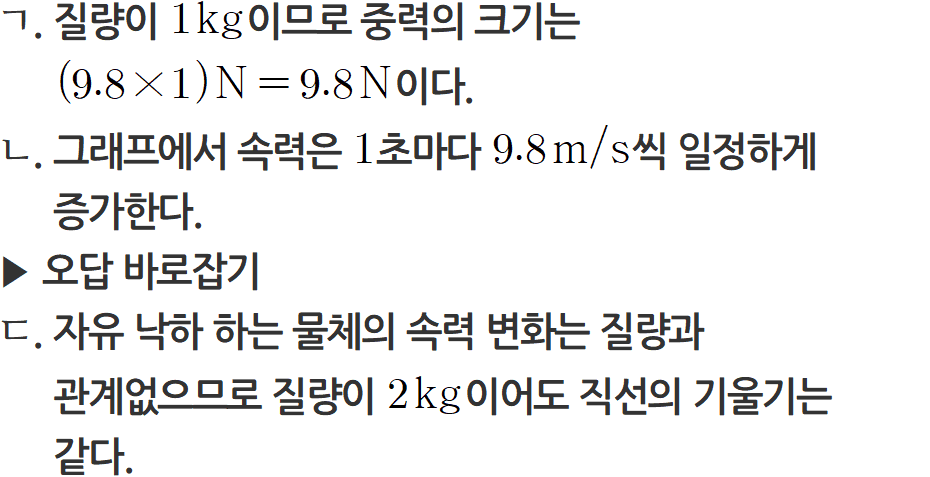 ㄱ. 질량이 1kg이므로 중력의 크기는
(9.8×1)N=9.8N이다.
ㄴ. 그래프에서 속력은 1초마다 9.8m/s씩 일정하게
증가한다.
▶ 오답 바로잡기
ㄷ. 자유 낙하 하는 물체의 속력 변화는 질량과
관계없으므로 질량이 2kg이어도 직선의 기울기는
같다.